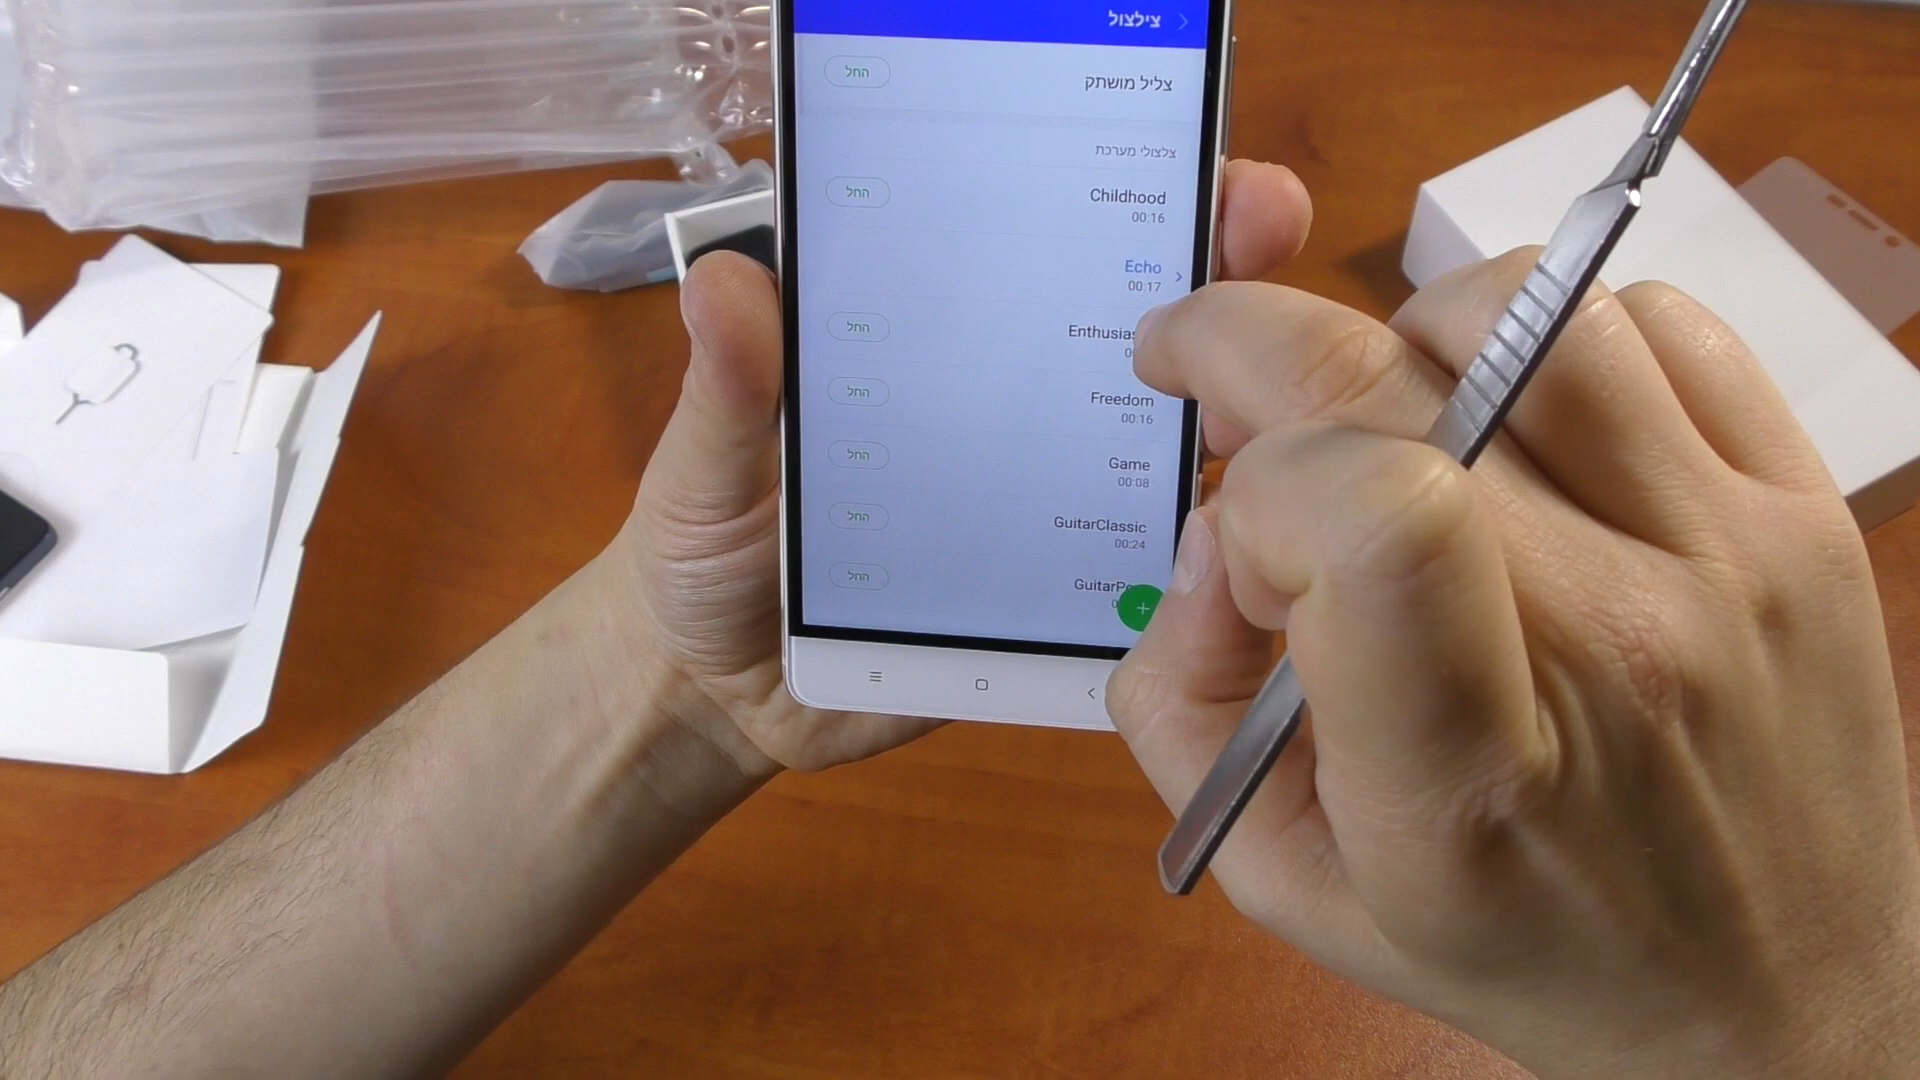 צילצול
צליל מושתק
החל
צלצולי מערכת
Childhood
החל
00:16
Echo
00:17
החל
Freedom
החל
00:16
Game
החל
00:08
GuitarClassic
החל
00:24
החל